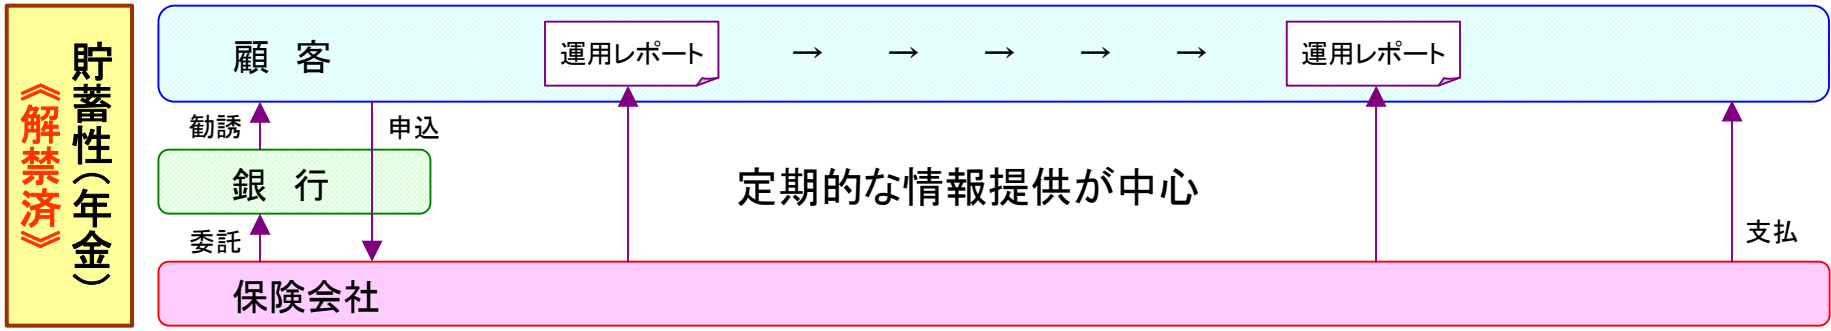 貯蓄性(年金)
《解禁済》
顧 客
運用レポート
→ → → → →
運用レポート
勧誘
申込
銀 行
定期的な情報提供が中心
委託
支払
保険会社